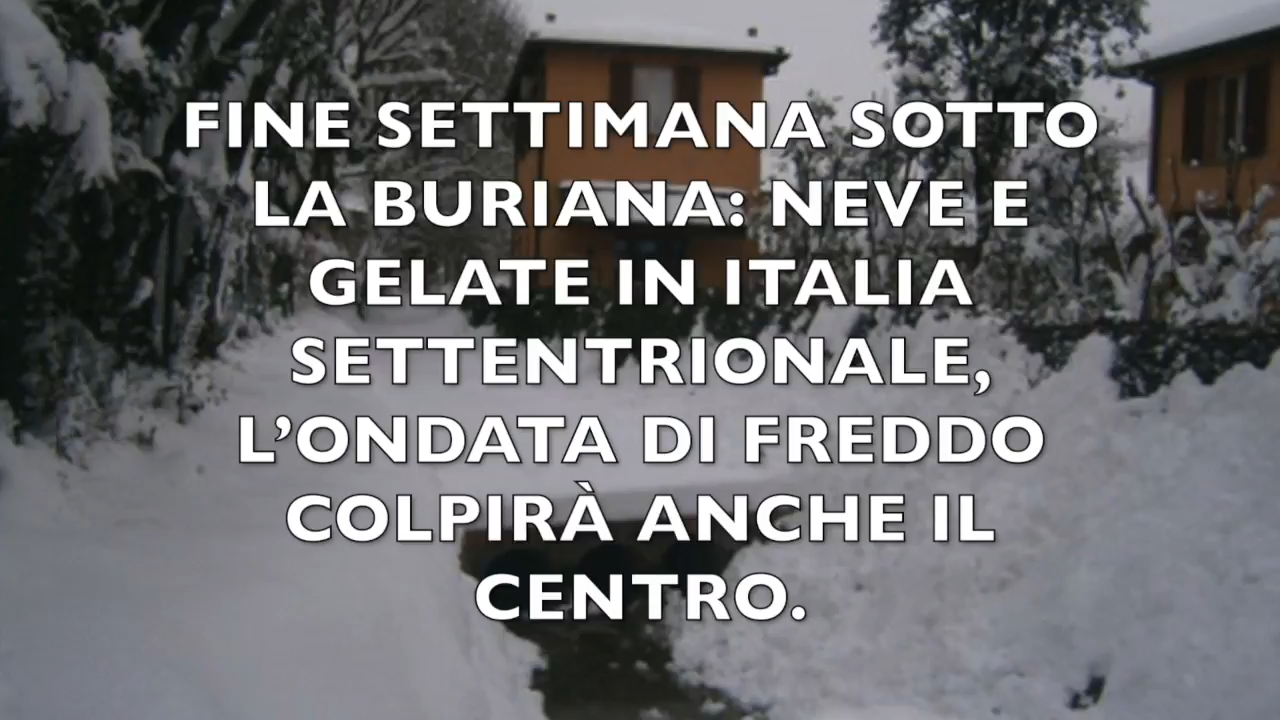 FINE SETTIMANA SOTTO
LA BURIANA: NEVE E
GELATE IN ITALIA
SETTENTRIONALE,
L’ONDATA DI FREDDO
COLPIRÀ ANCHE IL
CENTRO.